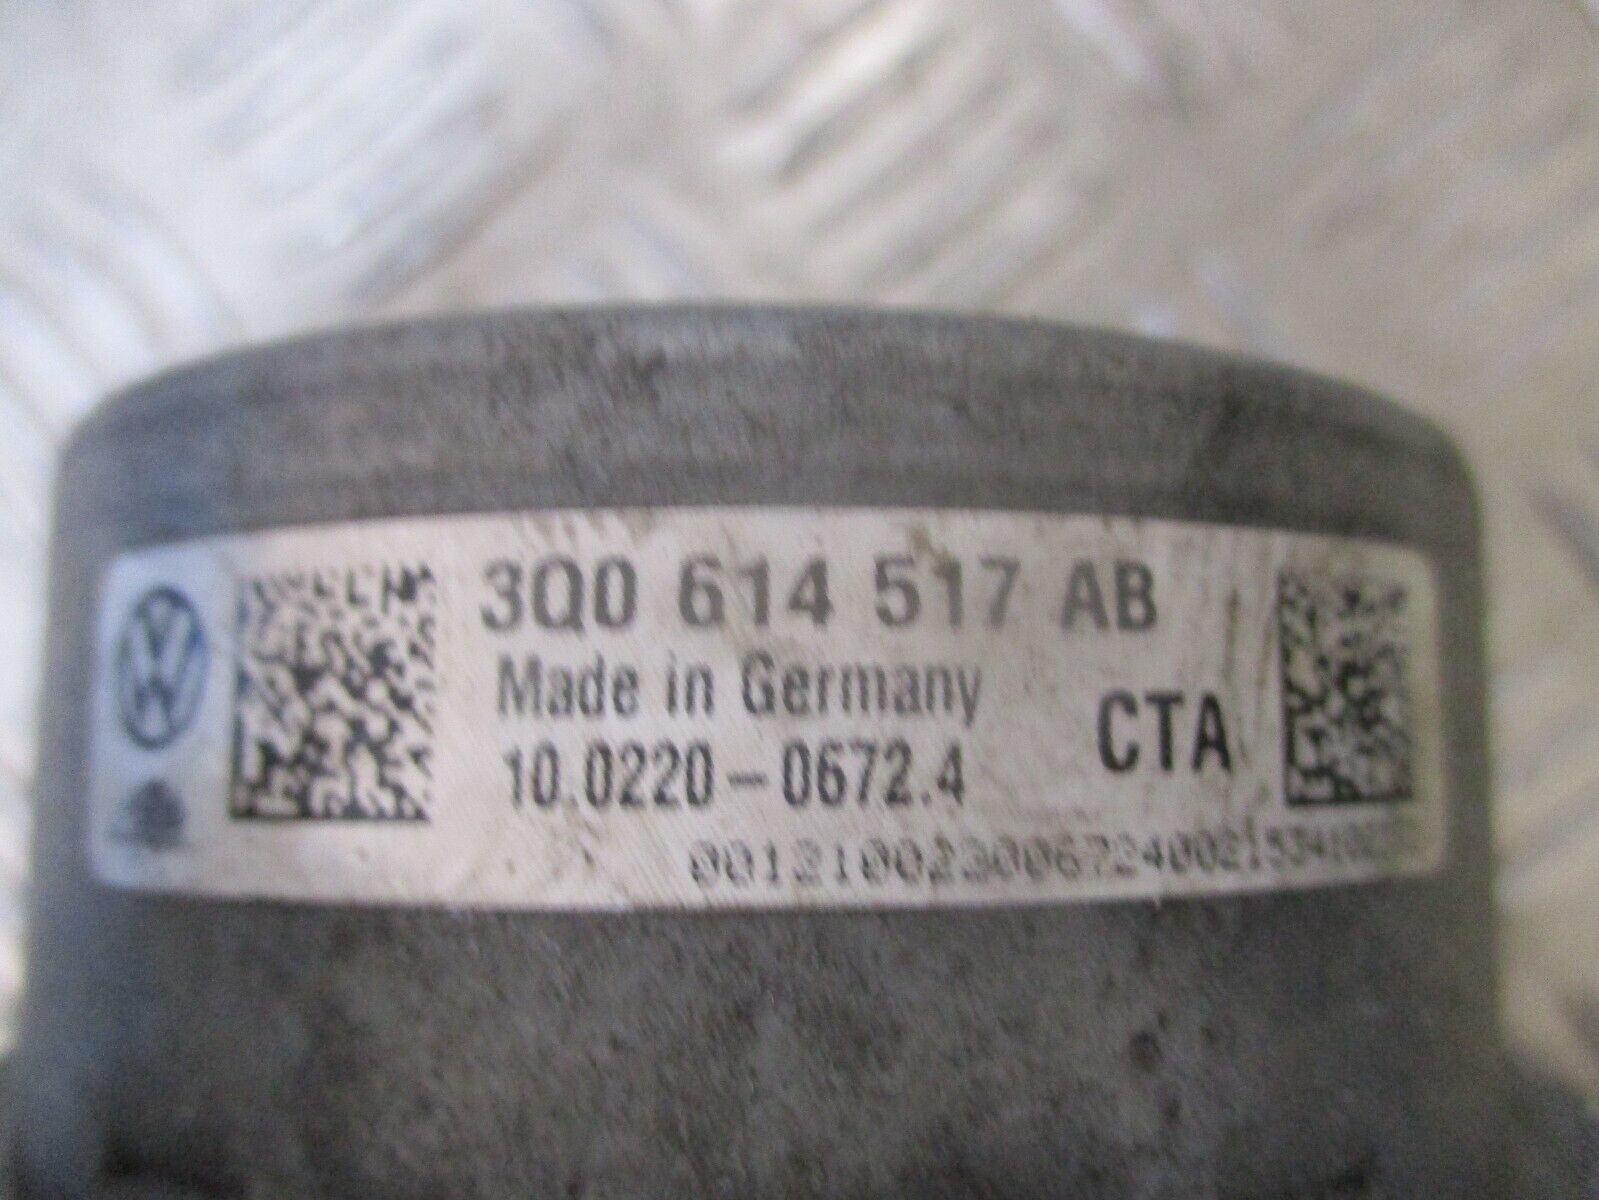 3Q0 614 517 AB
Made in Germany
10.0220-0672.4
CTA